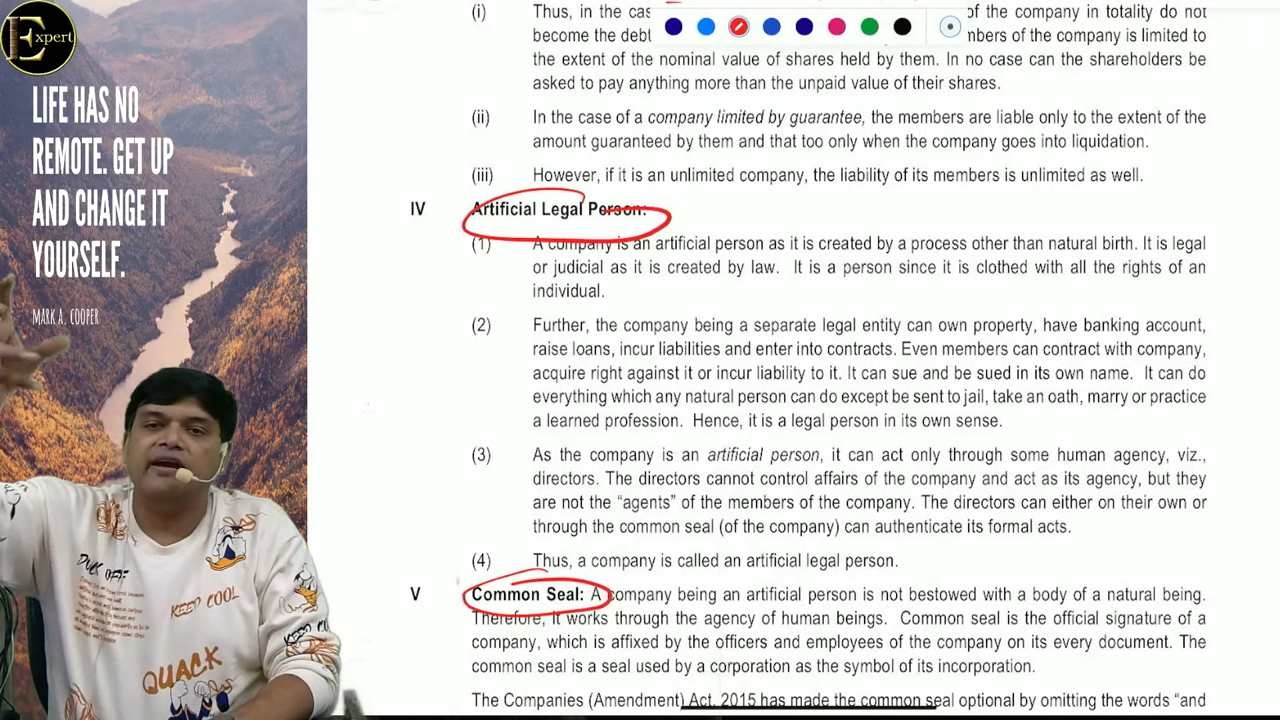 Expert
LIFE HAS NO
REMOTE. GET UP
AND CHANGE IT
YOURSELF.
MARK A. COOPER
(i) Thus, in the cas of the company in totality do not
become the debt mbers of the company is limited to
the extent of the nominal value of shares held by them. In no case can the shareholders be
asked to pay anything more than the unpaid value of their shares.
(ii) In the case of a company limited by guarantee, the members are liable only to the extent of the
amount guaranteed by them and that too only when the company goes into liquidation.
(iii) However, if it is an unlimited company, the liability of its members is unlimited as well.
IV Artificial Legal Person:
(1) A company is an artificial person as it is created by a process other than natural birth. It is legal
or judicial as it is created by law. It is a person since it is clothed with all the rights of an
individual.
(2) Further, the company being a separate legal entity can own property, have banking account,
raise loans, incur liabilities and enter into contracts. Even members can contract with company,
acquire right against it or incur liability to it. It can sue and be sued in its own name. It can do
everything which any natural person can do except be sent to jail, take an oath, marry or practice
a learned profession. Hence, it is a legal person in its own sense.
(3) As the company is an artificial person, it can act only through some human agency, viz.,
directors. The directors cannot control affairs of the company and act as its agency, but they
are not the “agents” of the members of the company. The directors can either on their own or
through the common seal (of the company) can authenticate its formal acts.
(4) Thus, a company is called an artificial legal person.
V Common Seal: A company being an artificial person is not bestowed with a body of a natural being.
Therefore, it works through the agency of human beings. Common seal is the official signature of a
company, which is affixed by the officers and employees of the company on its every document. The
common seal is a seal used by a corporation as the symbol of its incorporation.
The Companies (Amendment) Act, 2015 has made the common seal optional by omitting the words “and
DUCK OFF
KEEP COOL
QUACK